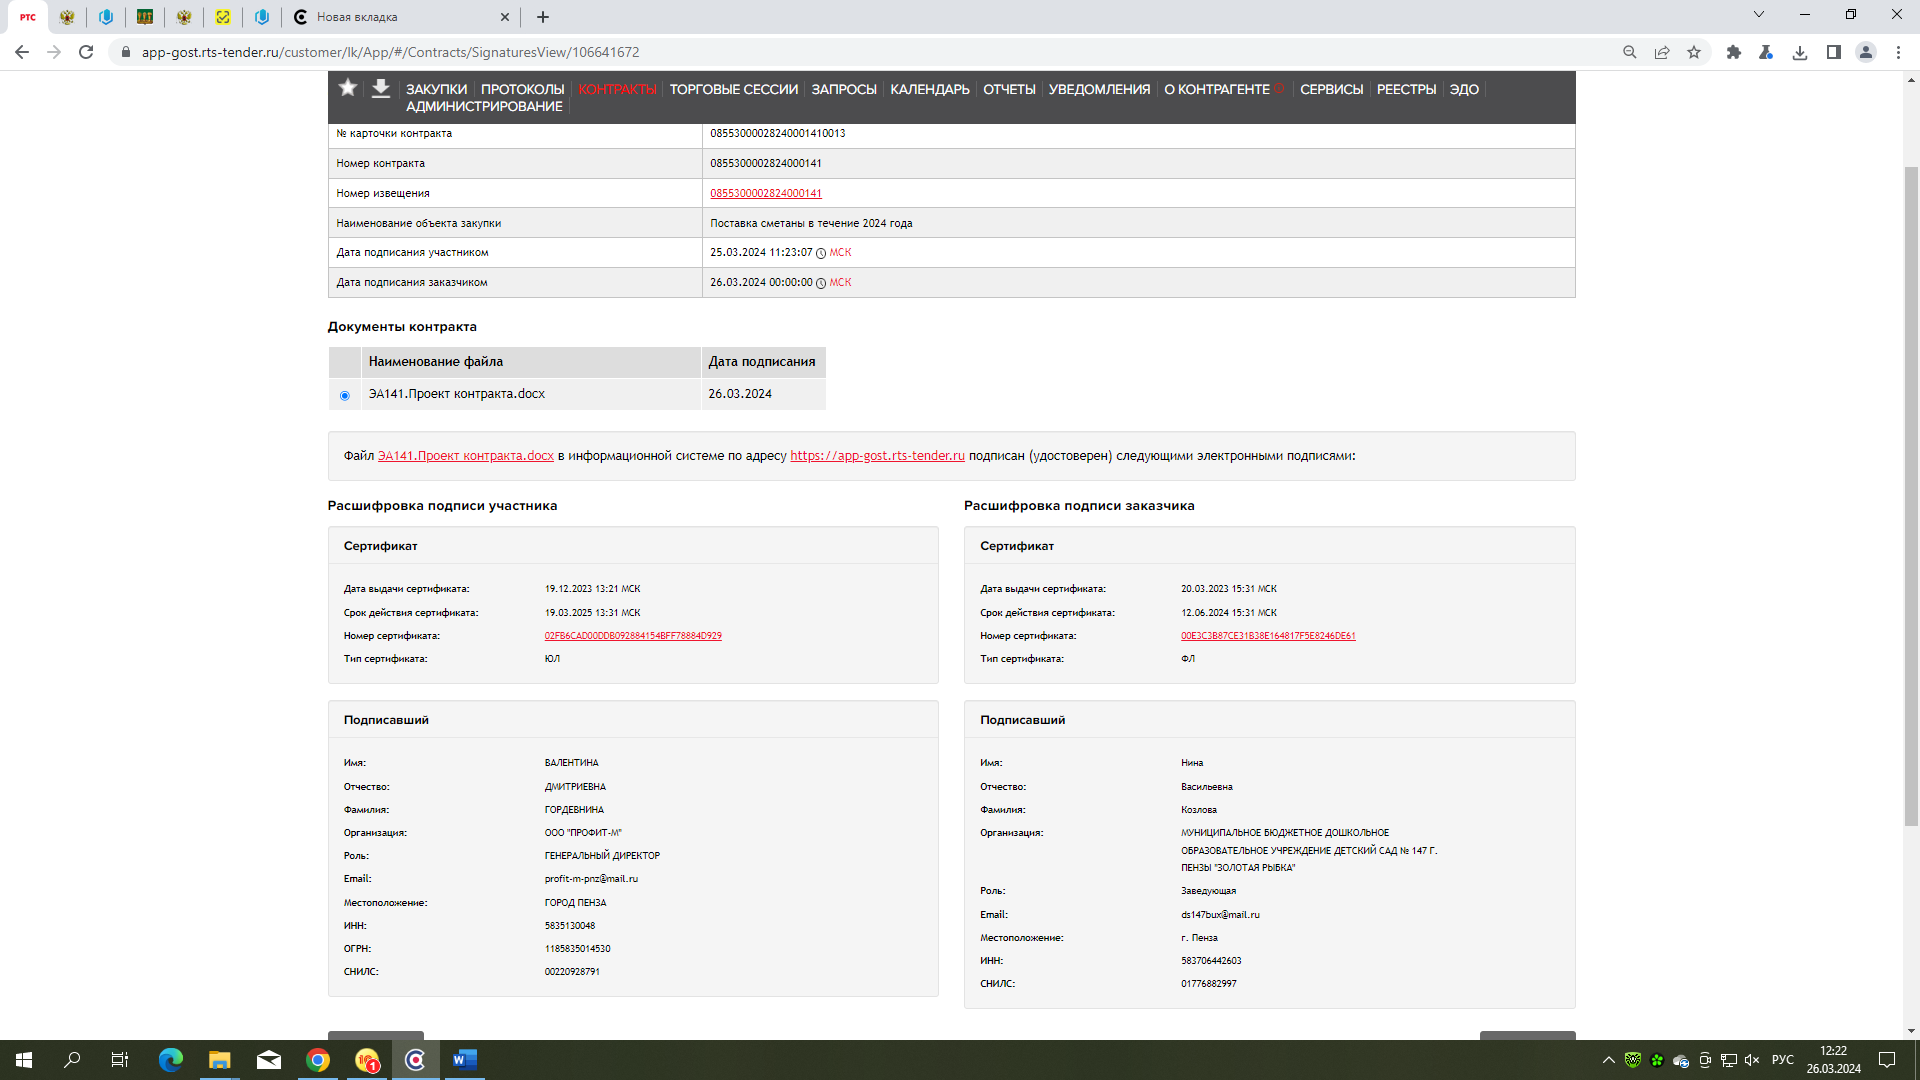 РТС
Новая вкладка
app-gost.rts-tender.ru/customer/lk/App/#/Contracts/SignaturesView/106641672
ЗАКУПКИ ПРОТОКОЛЫ КОНТРАКТЫ ТОРГОВЫЕ СЕССИИ ЗАПРОСЫ КАЛЕНДАРЬ ОТЧЕТЫ УВЕДОМЛЕНИЯ О КОНТРАГЕНТЕ СЕРВИСЫ РЕЕСТРЫ ЭДО
АДМИНИСТРИРОВАНИЕ
№ карточки контракта 08553000028240001410013
Номер контракта 0855300002824000141
Номер извещения 0855300002824000141
Наименование объекта закупки Поставка сметаны в течение 2024 года
Дата подписания участником 25.03.2024 11:23:07 МСК
Дата подписания заказчиком 26.03.2024 00:00:00 МСК
Документы контракта
Наименование файла Дата подписания
ЭА141.Проект контракта.docx 26.03.2024
Файл ЭА141.Проект контракта.docx в информационной системе по адресу https://app-gost.rts-tender.ru подписан (удостоверен) следующими электронными подписями:
Расшифровка подписи участника
Сертификат
Дата выдачи сертификата: 19.12.2023 13:21 МСК
Срок действия сертификата: 19.03.2025 13:31 МСК
Номер сертификата: 02FB6CAD00DDB092884154BFF78884D929
Тип сертификата: ЮЛ
Подписавший
Имя: ВАЛЕНТИНА
Отчество: ДМИТРИЕВНА
Фамилия: ГОРДЕВНИНА
Организация: ООО "ПРОФИТ-М"
Роль: ГЕНЕРАЛЬНЫЙ ДИРЕКТОР
Email: profit-m-pnz@mail.ru
Местоположение: ГОРОД ПЕНЗА
ИНН: 5835130048
ОГРН: 1185835014530
СНИЛС: 00220928791
Расшифровка подписи заказчика
Сертификат
Дата выдачи сертификата: 20.03.2023 15:31 МСК
Срок действия сертификата: 12.06.2024 15:31 МСК
Номер сертификата: 00E3C3B87CE31B38E164817F5E8246DE61
Тип сертификата: ФЛ
Подписавший
Имя: Нина
Отчество: Васильевна
Фамилия: Козлова
Организация: МУНИЦИПАЛЬНОЕ БЮДЖЕТНОЕ ДОШКОЛЬНОЕ
ОБРАЗОВАТЕЛЬНОЕ УЧРЕЖДЕНИЕ ДЕТСКИЙ САД № 147 Г.
ПЕНЗЫ "ЗОЛОТАЯ РЫБКА"
Роль: Заведующая
Email: ds147bux@mail.ru
Местоположение: г. Пенза
ИНН: 583706442603
СНИЛС: 01776882997
РУС
12:22
26.03.2024